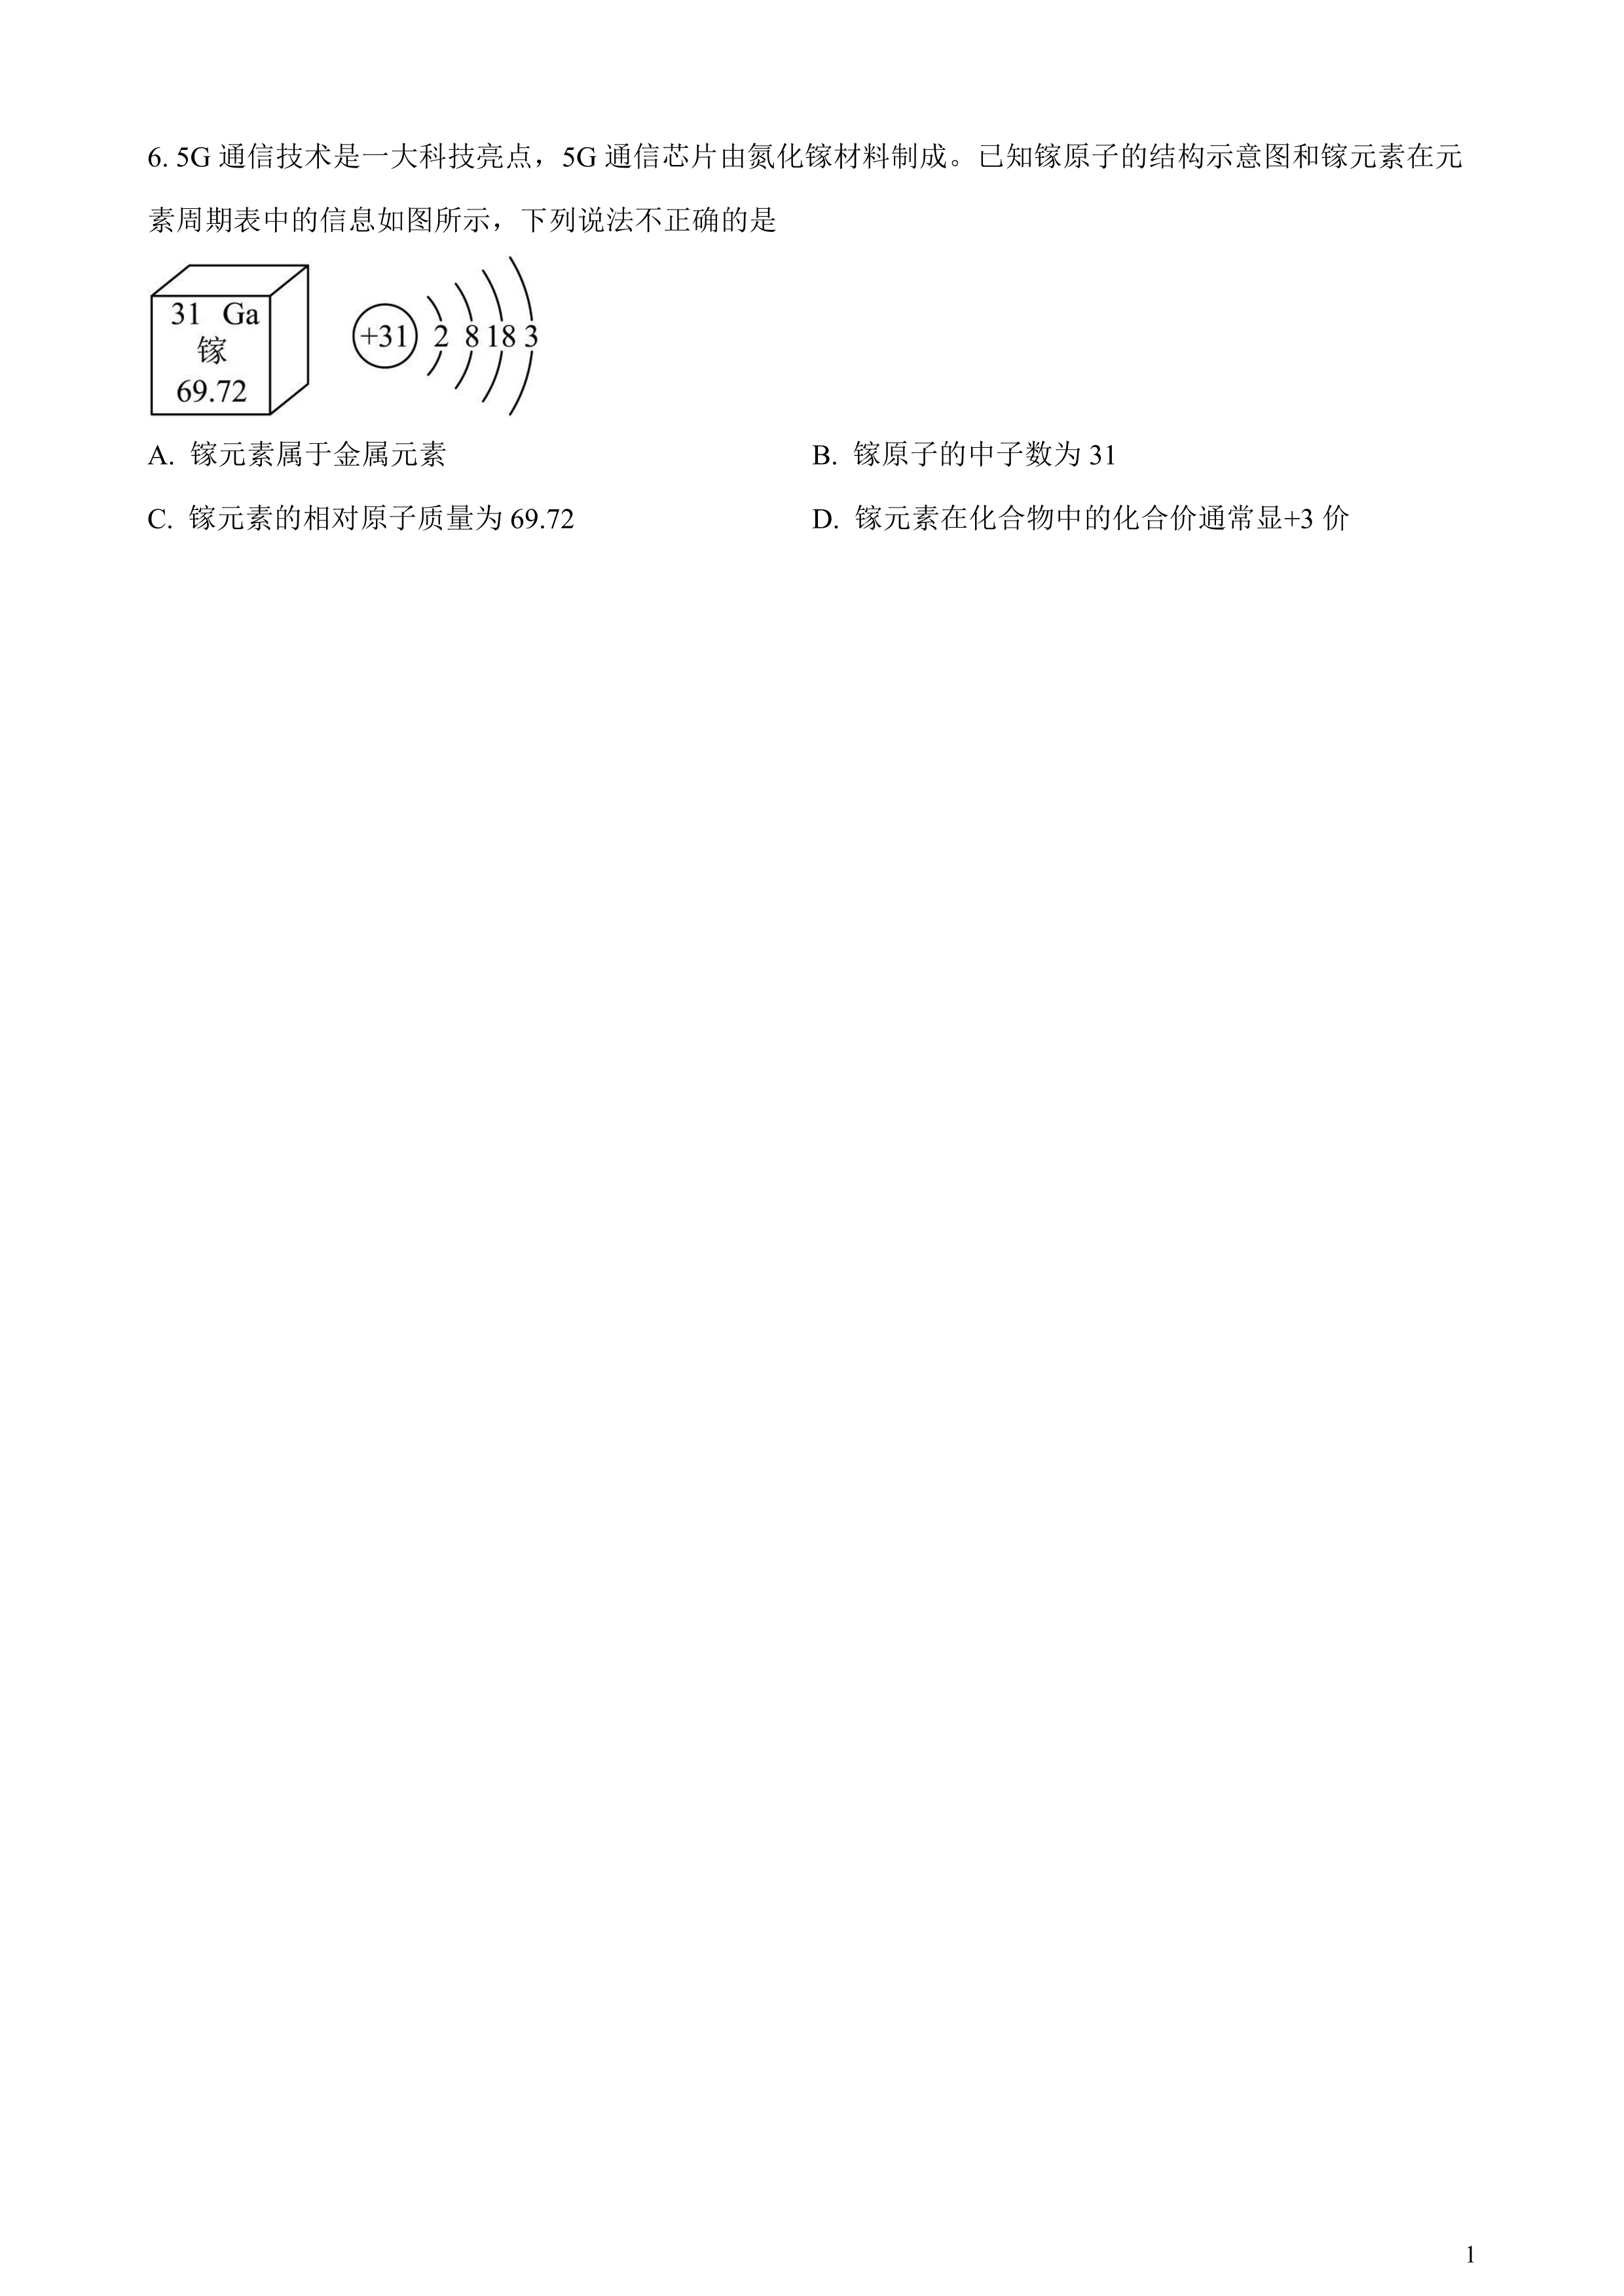 6. 5G 通信技术是一大科技亮点，5G 通信芯片由氮化镓材料制成。已知镓原子的结构示意图和镓元素在元
素周期表中的信息如图所示，下列说法不正确的是
31 Ga
镓
69.72
+31 2 8 18 3
A. 镓元素属于金属元素 B. 镓原子的中子数为 31
C. 镓元素的相对原子质量为 69.72 D. 镓元素在化合物中的化合价通常显+3 价
1